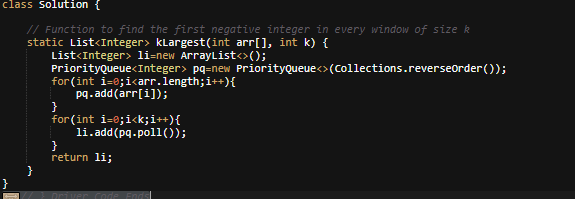 class Solution {
// Function to find the first negative integer in every window of size k
static List<Integer> kLargest(int arr[], int k) {
List<Integer> li=new ArrayList<>();
PriorityQueue<Integer> pq=new PriorityQueue<>(Collections.reverseOrder());
for(int i=0;i<arr.length;i++){
pq.add(arr[i]);
}
for(int i=0;i<k;i++){
li.add(pq.poll());
}
return li;
}
}
// } Driver Code Ends